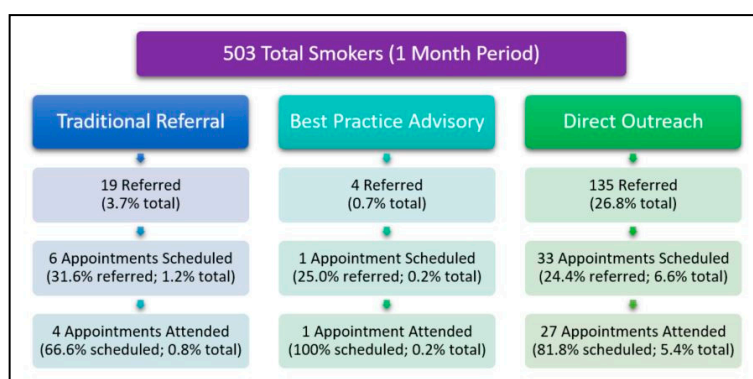 503 Total Smokers (1 Month Period)
Traditional Referral
19 Referred
(3.7% total)
6 Appointments Scheduled
(31.6% referred; 1.2% total)
4 Appointments Attended
(66.6% scheduled; 0.8% total)
Best Practice Advisory
4 Referred
(0.7% total)
1 Appointment Scheduled
(25.0% referred; 0.2% total)
1 Appointment Attended
(100% scheduled; 0.2% total)
Direct Outreach
135 Referred
(26.8% total)
33 Appointments Scheduled
(24.4% referred; 6.6% total)
27 Appointments Attended
(81.8% scheduled; 5.4% total)